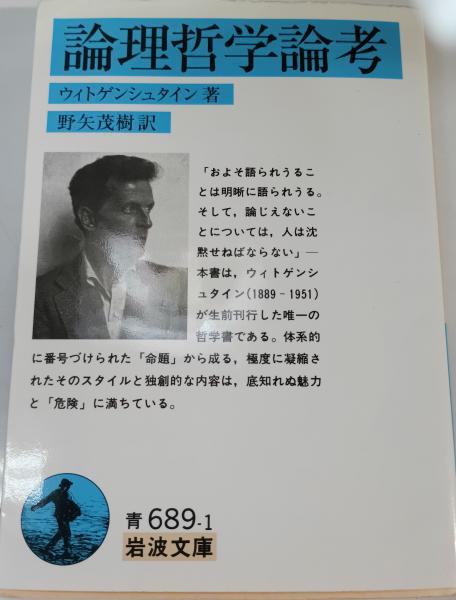 論理哲学論考
ウィトゲンシュタイン著
野矢茂樹訳
「およそ語られうるこ
とは明晰に語られうる。
そして，論じえないこ
とについては，人は沈
黙せねばならない」―
本書は，ウィトゲンシ
ュタイン(1889‐1951)
が生前刊行した唯一の
哲学書である。体系的
に番号づけられた「命題」から成る，極度に凝縮さ
れたそのスタイルと独創的な内容は，底知れぬ魅力
と「危険」に満ちている。
青689-1
岩波文庫